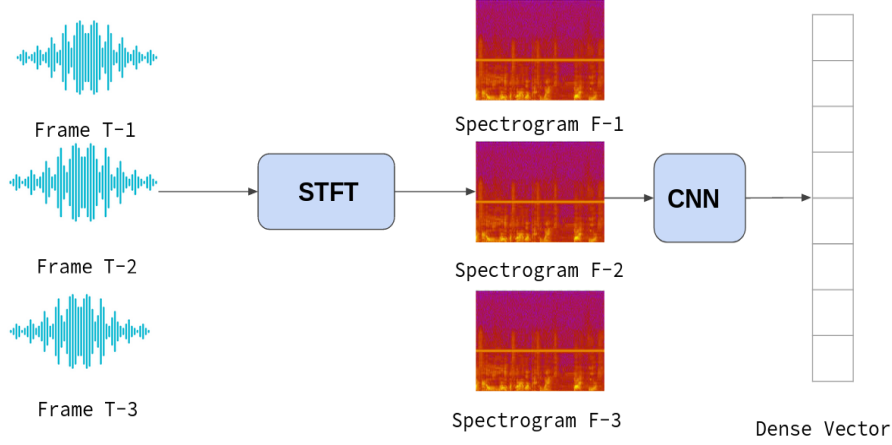 Frame T-1
Spectrogram F-1
STFT
CNN
Frame T-2
Spectrogram F-2
Frame T-3
Spectrogram F-3
Dense Vector